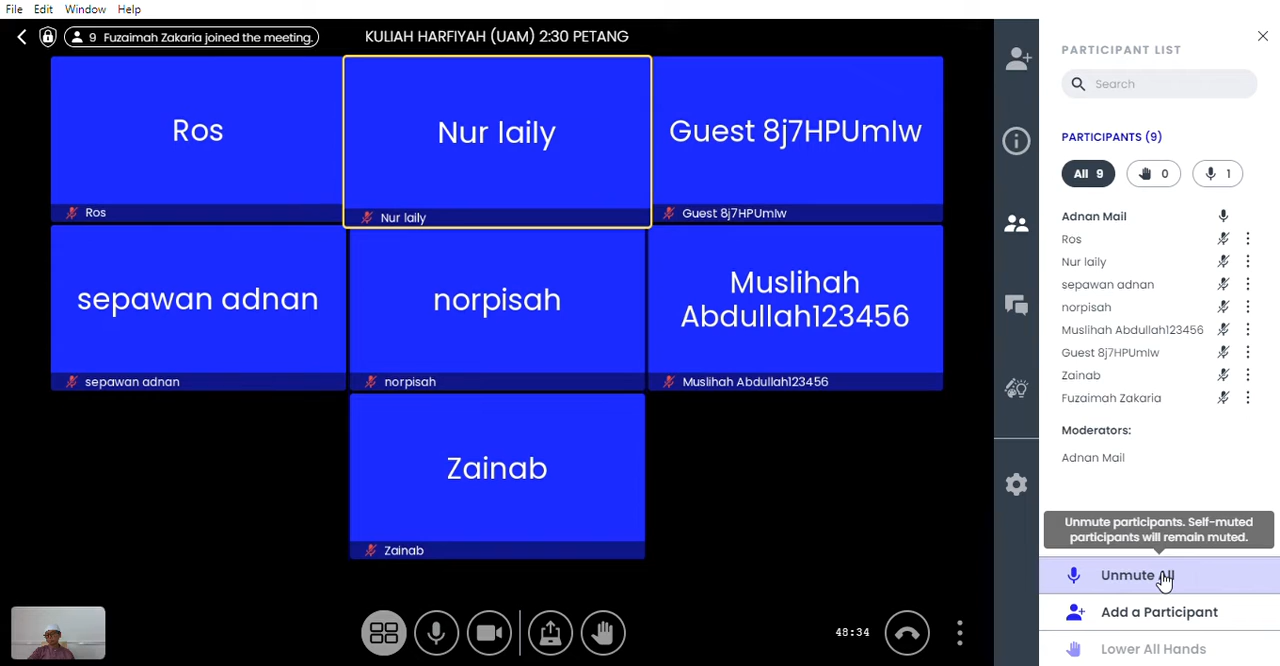 File Edit Window Help
9 Fuzaimah Zakaria joined the meeting.
KULIAH HARFIYAH (UAM) 2:30 PETANG
Ros
Ros
Nur laily
Nur laily
Guest 8j7HPUmIw
Guest 8j7HPUmIw
sepawan adnan
sepawan adnan
norpisah
norpisah
Muslihah
Abdullah123456
Muslihah Abdullah123456
Zainab
Zainab
48:34
PARTICIPANT LIST
Search
PARTICIPANTS (9)
All 9
0
1
Adnan Mail
Ros
Nur laily
sepawan adnan
norpisah
Muslihah Abdullah123456
Guest 8j7HPUmIw
Zainab
Fuzaimah Zakaria
Moderators:
Adnan Mail
Unmute participants. Self-muted
participants will remain muted.
Unmute All
Add a Participant
Lower All Hands